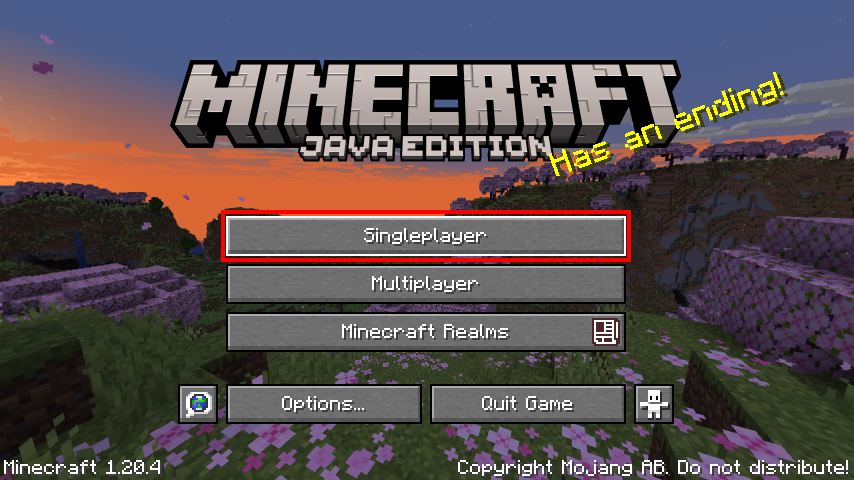 MINECRAFT
JAVA EDITION
Has an ending!
Singleplayer
Multiplayer
Minecraft Realms
Options...
Quit Game
Minecraft 1.20.4
Copyright Mojang AB. Do not distribute!